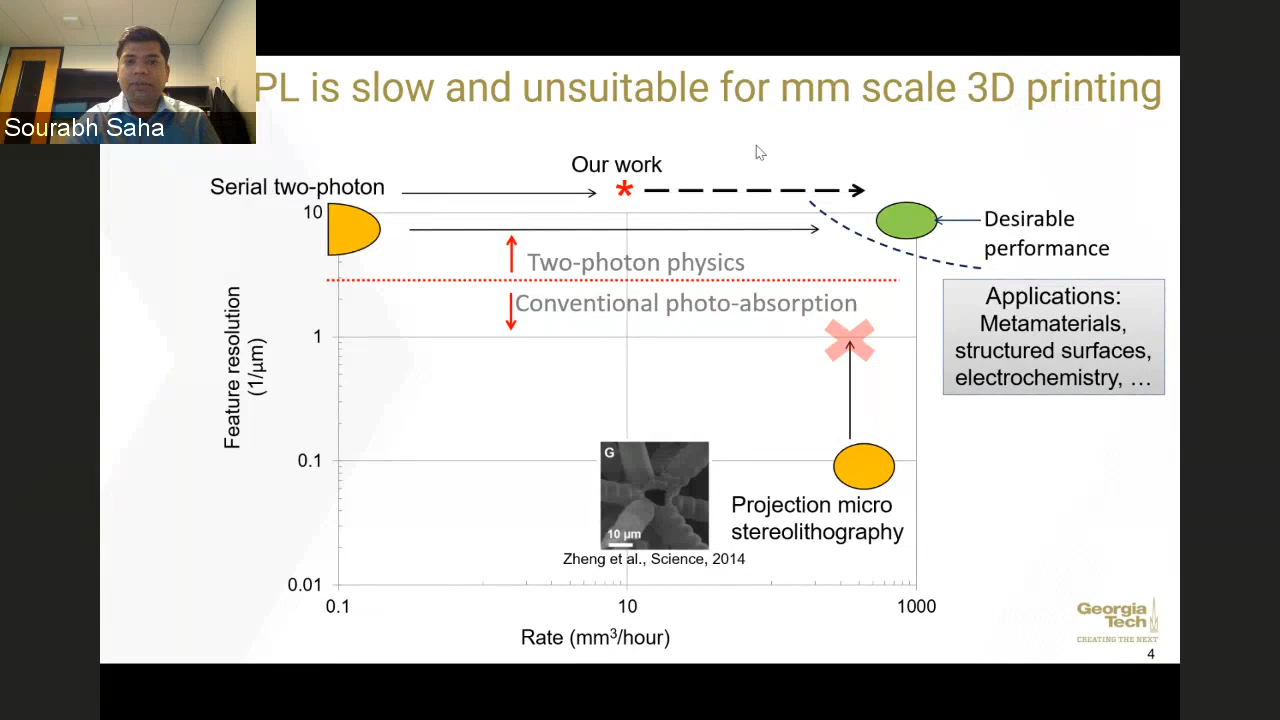 PL is slow and unsuitable for mm scale 3D printing
Sourabh Saha
Our work
Serial two-photon
*
10
Desirable
performance
Two-photon physics
Conventional photo-absorption
Applications:
Metamaterials,
structured surfaces,
electrochemistry, …
Feature resolution
(1/µm)
1
0.1
G
10 µm
Projection micro
stereolithography
Zheng et al., Science, 2014
0.01
0.1
10
1000
Rate (mm³/hour)
Georgia
Tech
CREATING THE NEXT
4